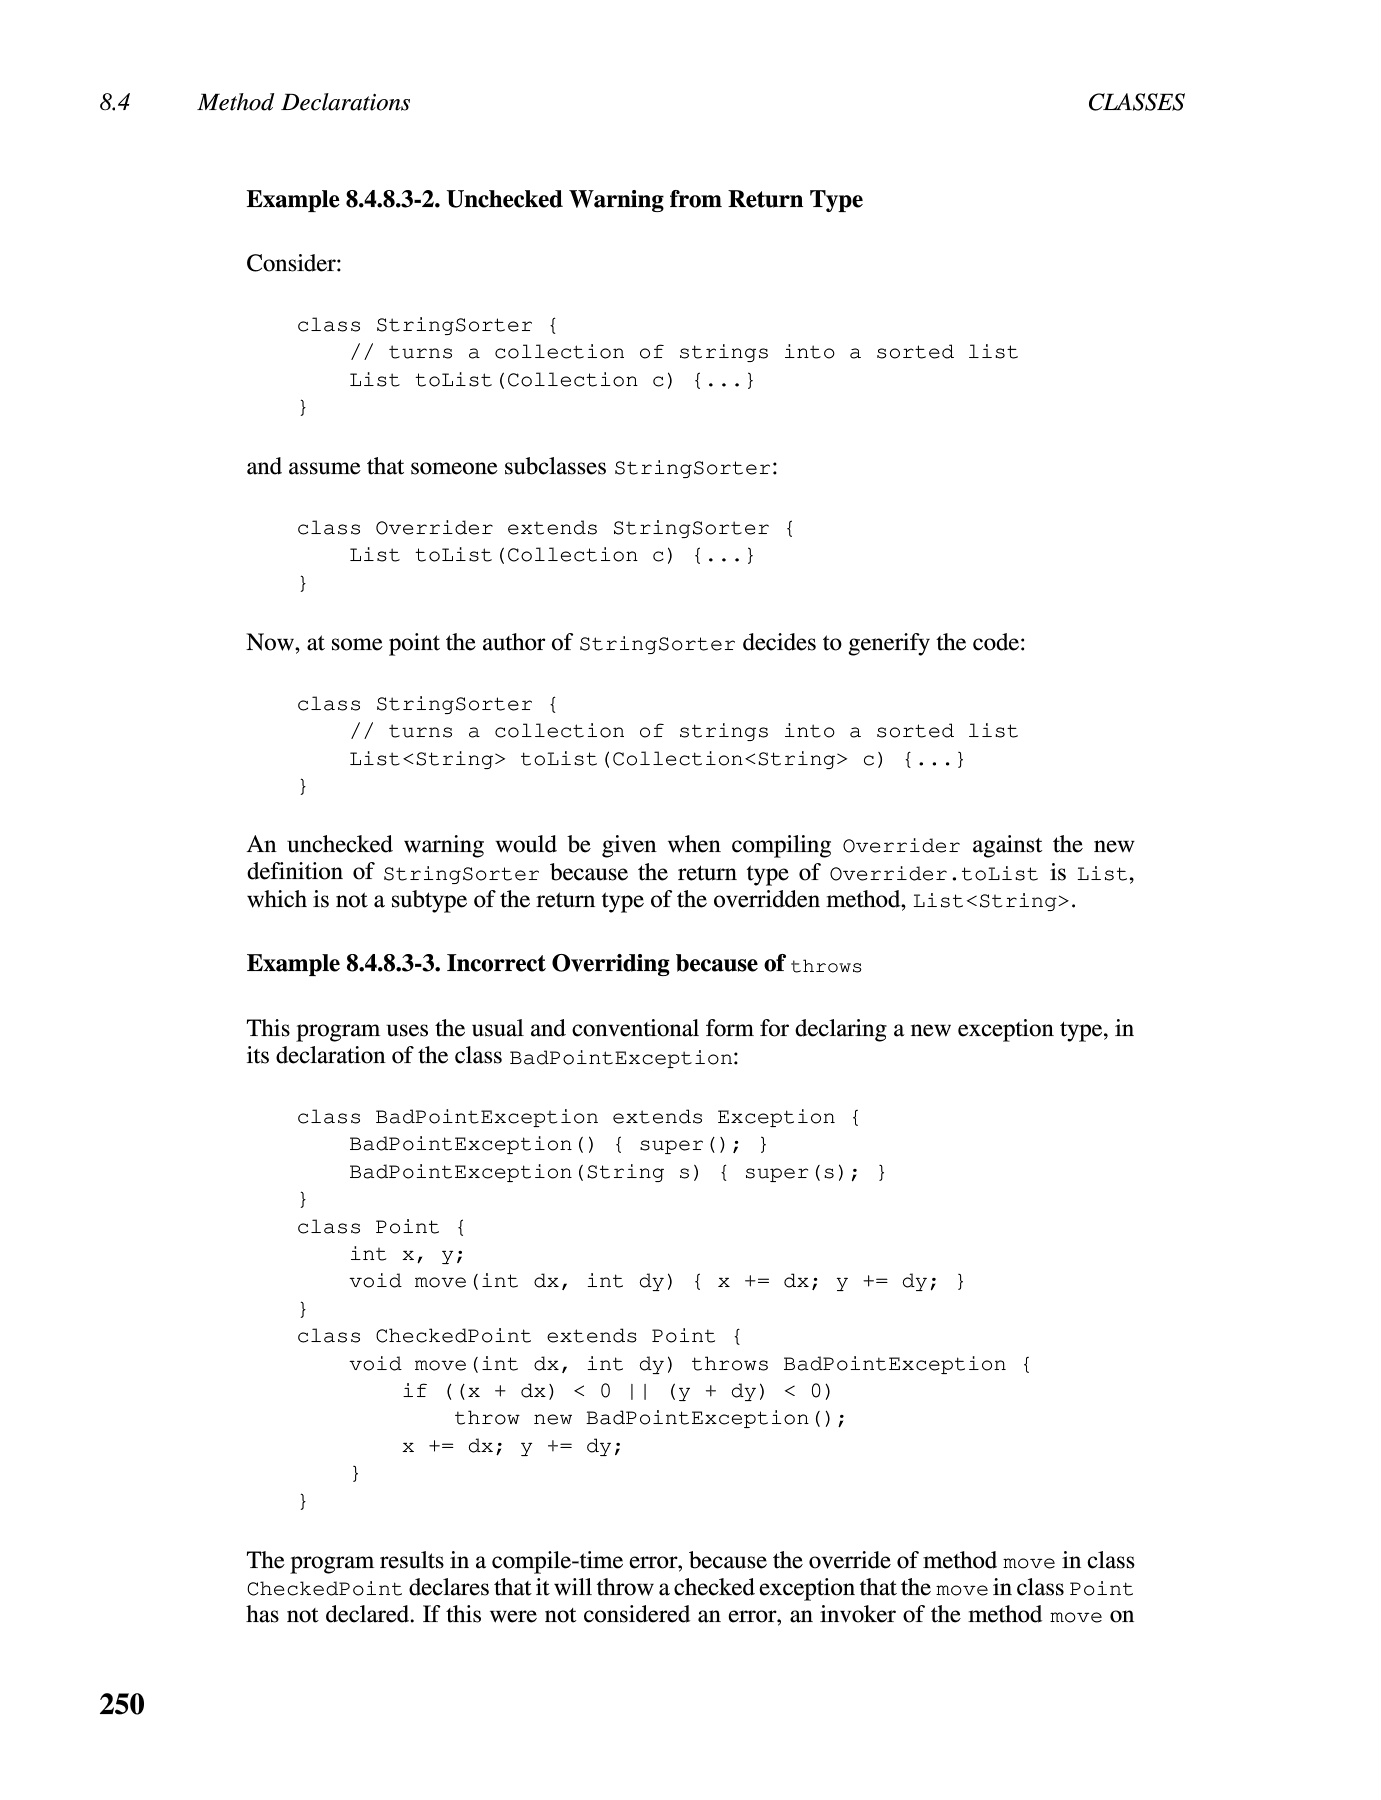 8.4 Method Declarations CLASSES
Example 8.4.8.3-2. Unchecked Warning from Return Type
Consider:
class StringSorter {
    // turns a collection of strings into a sorted list
    List toList(Collection c) {...}
}
and assume that someone subclasses StringSorter:
class Overrider extends StringSorter {
    List toList(Collection c) {...}
}
Now, at some point the author of StringSorter decides to generify the code:
class StringSorter {
    // turns a collection of strings into a sorted list
    List<String> toList(Collection<String> c) {...}
}
An unchecked warning would be given when compiling Overrider against the new
definition of StringSorter because the return type of Overrider.toList is List,
which is not a subtype of the return type of the overridden method, List<String>.
Example 8.4.8.3-3. Incorrect Overriding because of throws
This program uses the usual and conventional form for declaring a new exception type, in
its declaration of the class BadPointException:
class BadPointException extends Exception {
    BadPointException() { super(); }
    BadPointException(String s) { super(s); }
}
class Point {
    int x, y;
    void move(int dx, int dy) { x += dx; y += dy; }
}
class CheckedPoint extends Point {
    void move(int dx, int dy) throws BadPointException {
        if ((x + dx) < 0 || (y + dy) < 0)
            throw new BadPointException();
        x += dx; y += dy;
    }
}
The program results in a compile-time error, because the override of method move in class
CheckedPoint declares that it will throw a checked exception that the move in class Point
has not declared. If this were not considered an error, an invoker of the method move on
250